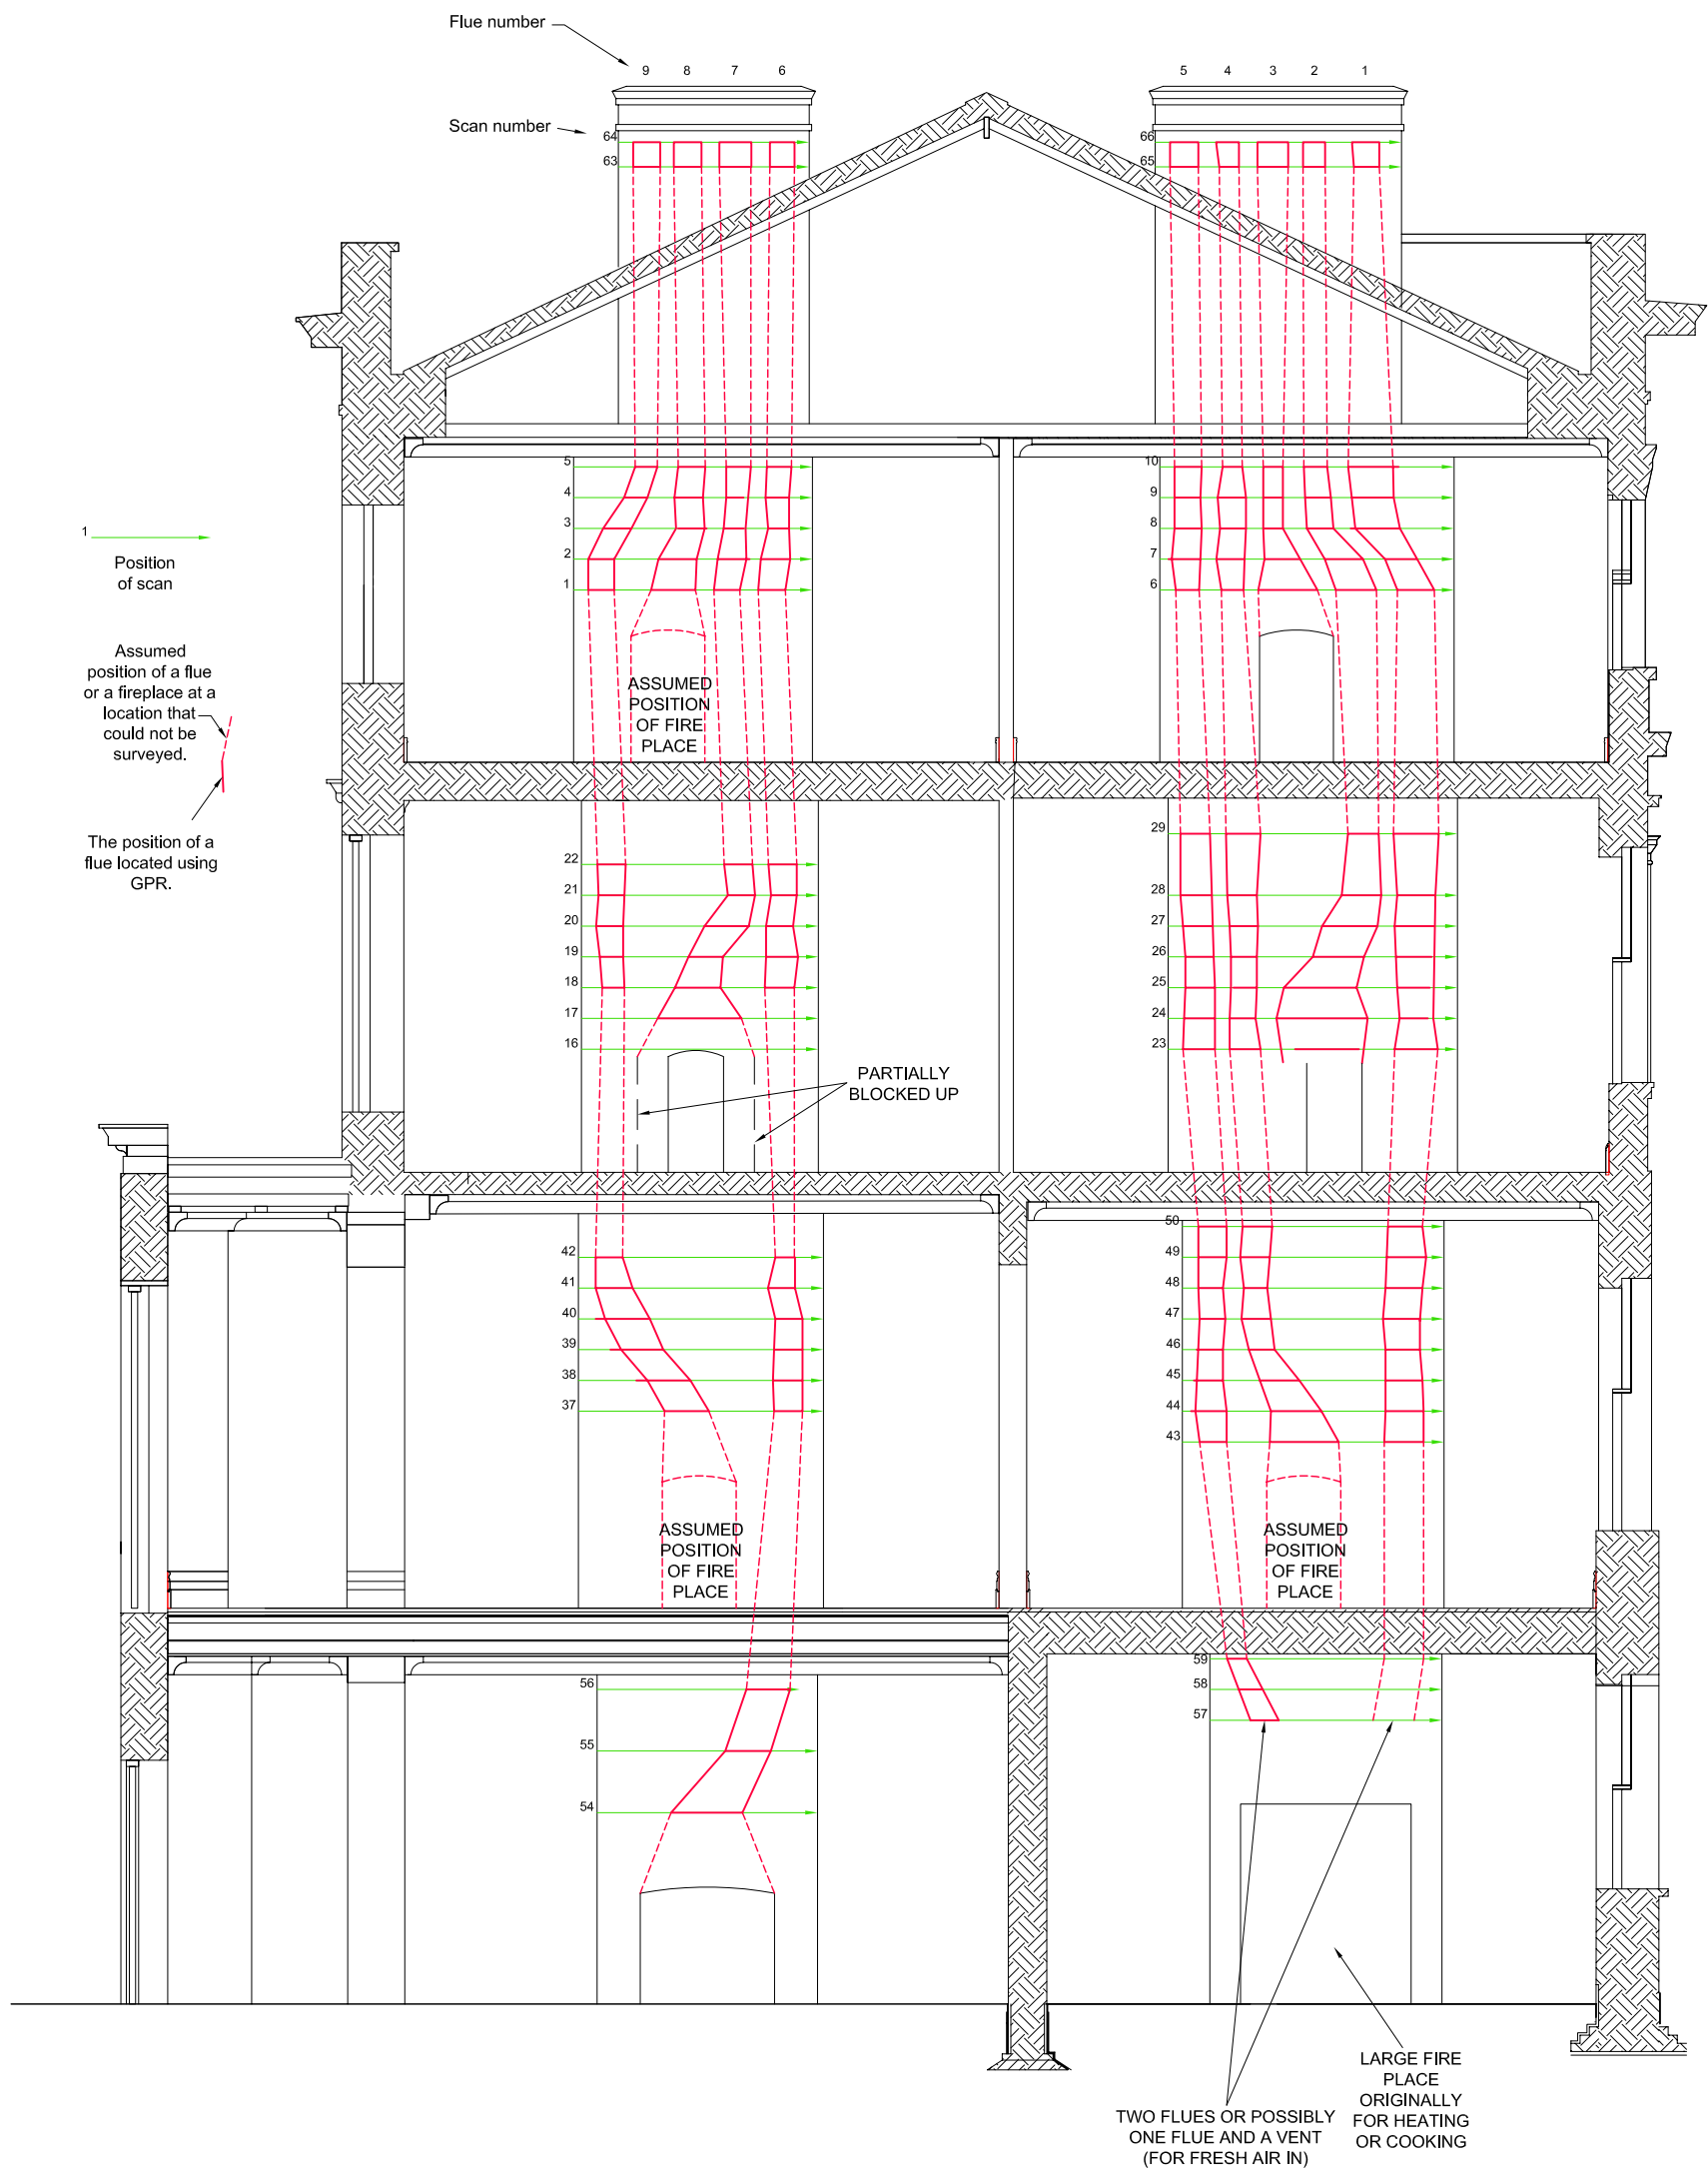 Flue number
9 8 7 6
5 4 3 2 1
Scan number
64
63
66
65
5
4
3
2
1
10
9
8
7
6
1
Position
of scan
Assumed
position of a flue
or a fireplace at a
location that
could not be
surveyed.
The position of a
flue located using
GPR.
ASSUMED
POSITION
OF FIRE
PLACE
22
21
20
19
18
17
16
29
28
27
26
25
24
23
PARTIALLY
BLOCKED UP
42
41
40
39
38
37
50
49
48
47
46
45
44
43
ASSUMED
POSITION
OF FIRE
PLACE
ASSUMED
POSITION
OF FIRE
PLACE
56
55
54
59
58
57
TWO FLUES OR POSSIBLY
ONE FLUE AND A VENT
(FOR FRESH AIR IN)
LARGE FIRE
PLACE
ORIGINALLY
FOR HEATING
OR COOKING